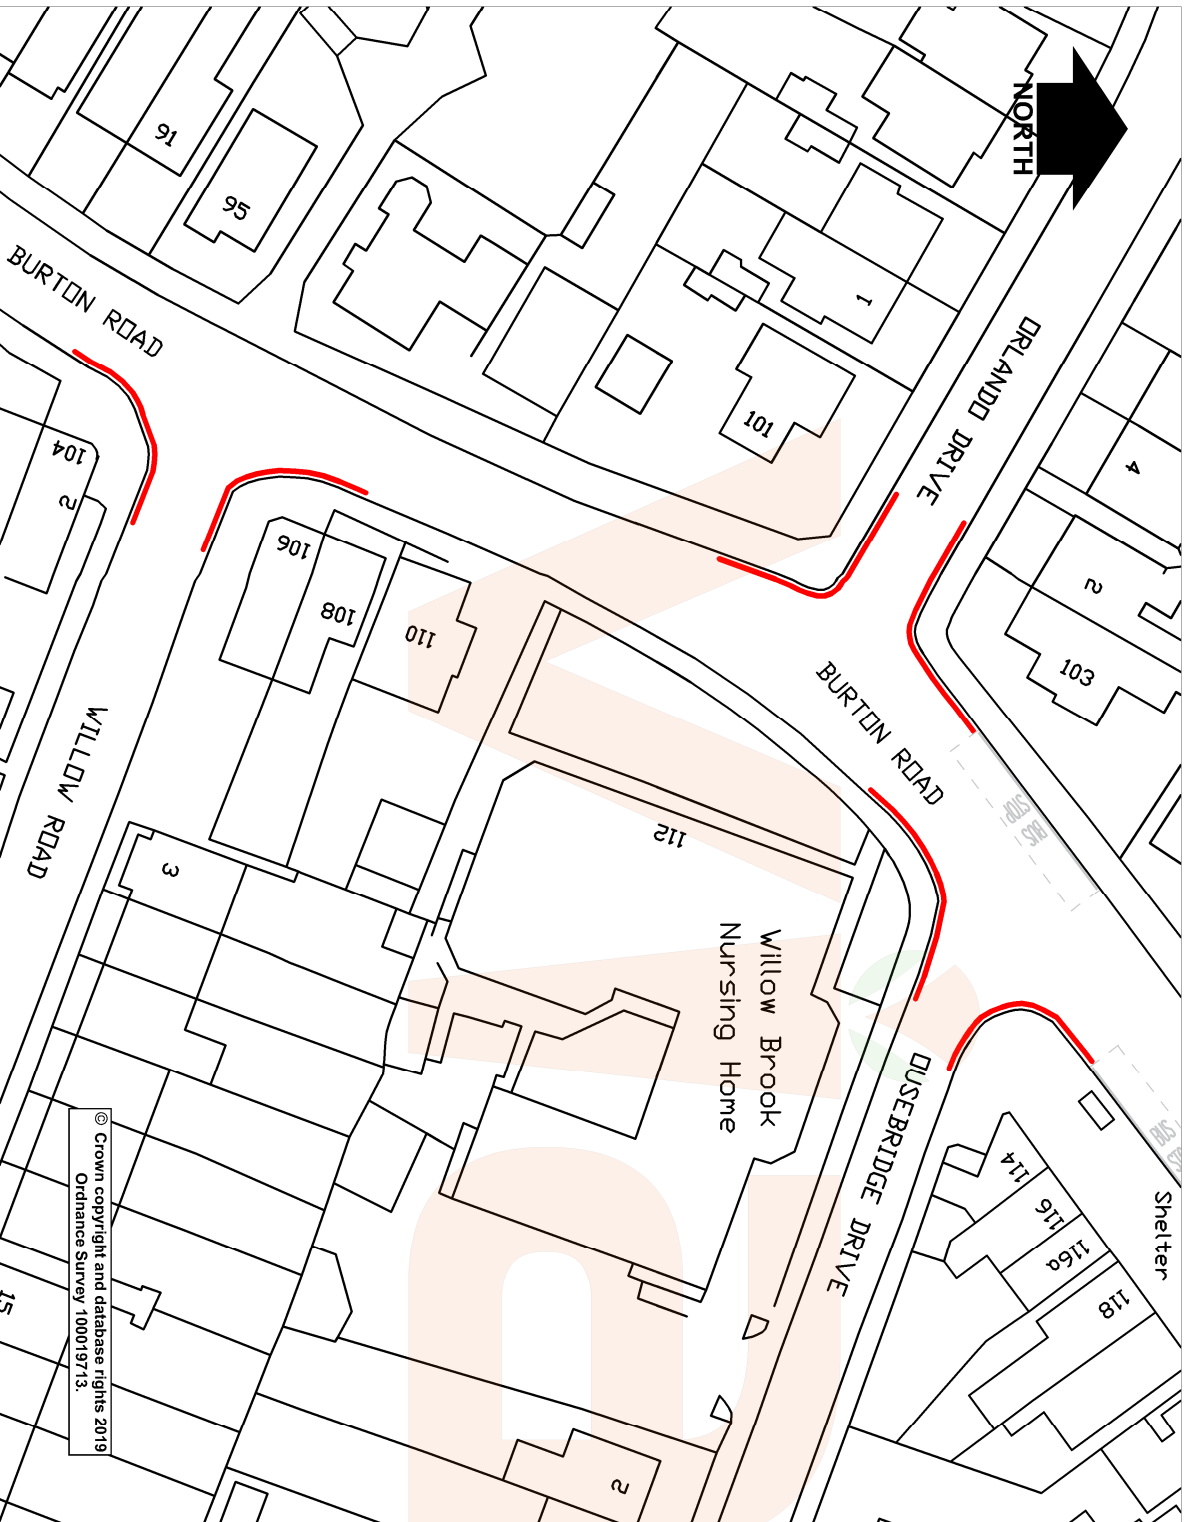 NORTH
91
95
BURTON ROAD
1
ORLANDO DRIVE
101
4
2
103
104
2
106
108
110
BURTON ROAD
BUS STOP
112
WILLOW ROAD
3
Willow Brook
Nursing Home
OUSEBRIDGE DRIVE
BUS
114
116
116a
118
Shelter
© Crown copyright and database rights 2019
Ordnance Survey 100019713.
15
2